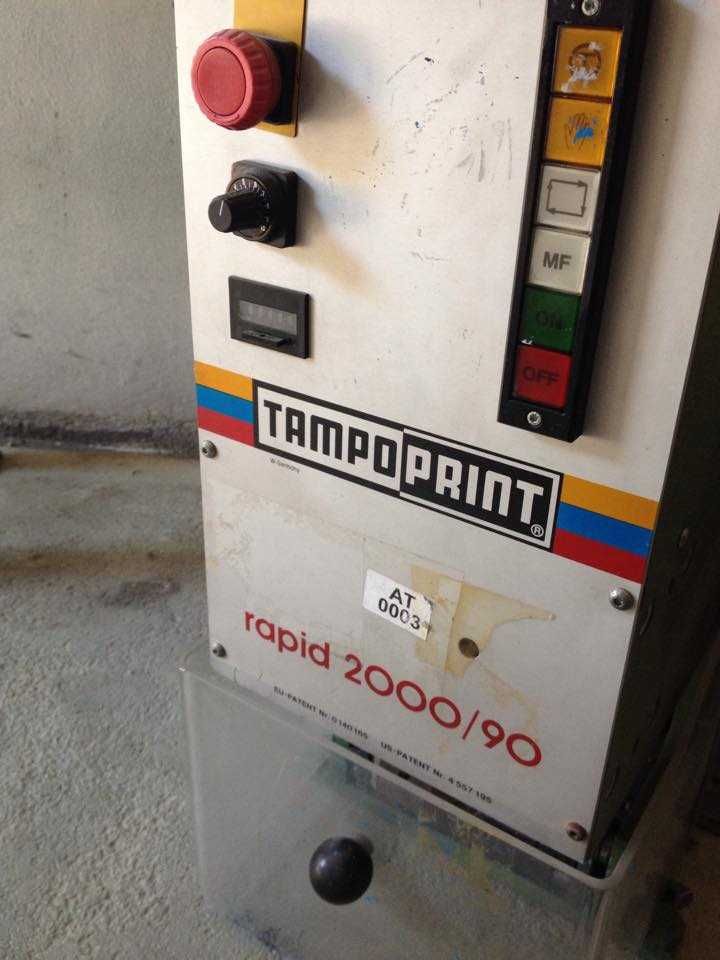 MF
ON
OFF
TAMPOPRINT®
W.-Germany
AT
0003
rapid 2000/90
EU-PATENT Nr. 0 140 165 US-PATENT Nr. 4 557 195